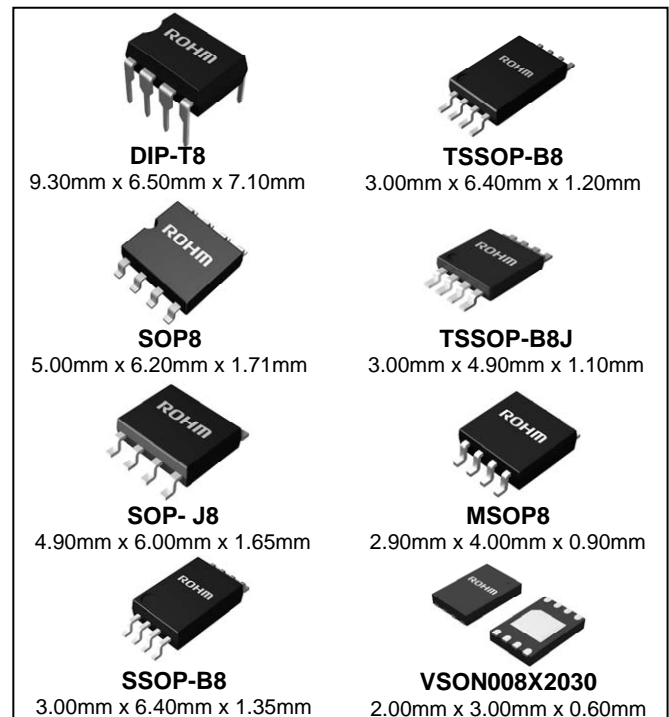 ROHM
DIP-T8
9.30mm x 6.50mm x 7.10mm
ROHM
TSSOP-B8
3.00mm x 6.40mm x 1.20mm
ROHM
SOP8
5.00mm x 6.20mm x 1.71mm
ROHM
TSSOP-B8J
3.00mm x 4.90mm x 1.10mm
ROHM
SOP- J8
4.90mm x 6.00mm x 1.65mm
ROHM
MSOP8
2.90mm x 4.00mm x 0.90mm
ROHM
SSOP-B8
3.00mm x 6.40mm x 1.35mm
ROHM
VSON008X2030
2.00mm x 3.00mm x 0.60mm